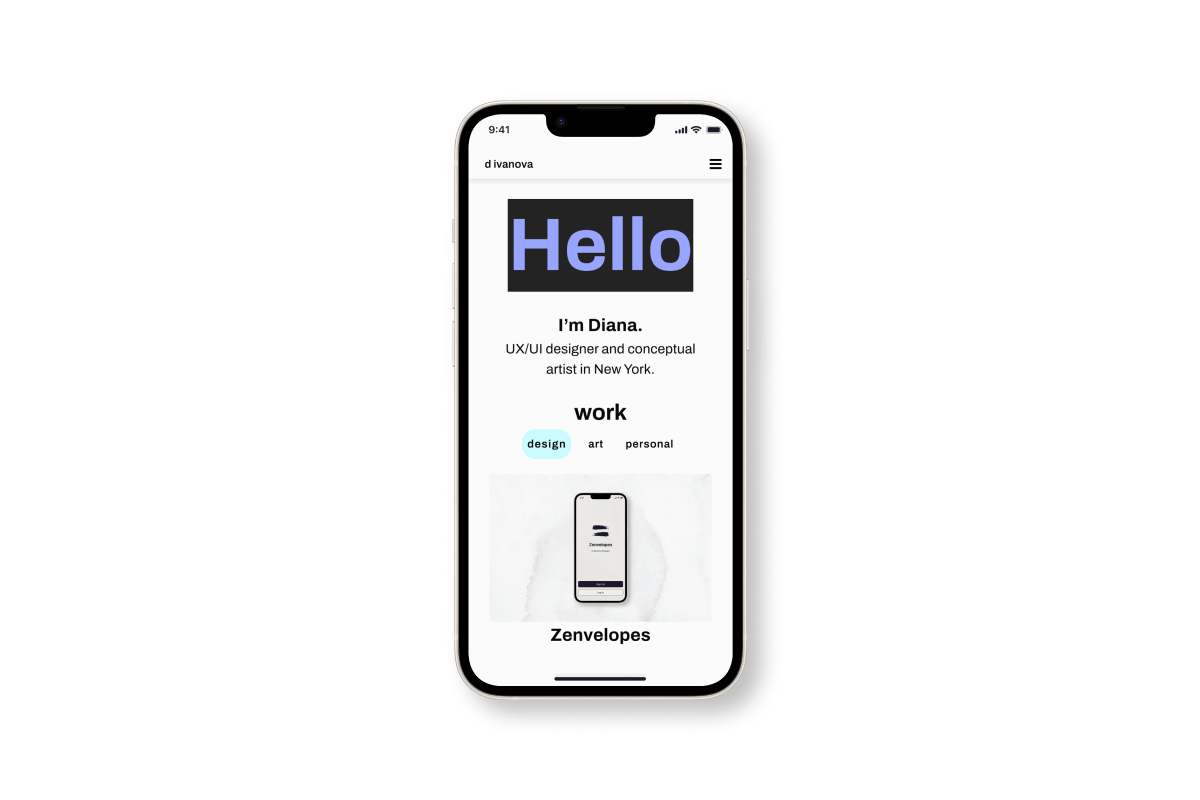 9:41
d ivanova
Hello
I’m Diana.
UX/UI designer and conceptual
artist in New York.
work
design art personal
Zenvelopes
Sign up
Log in
Zenvelopes